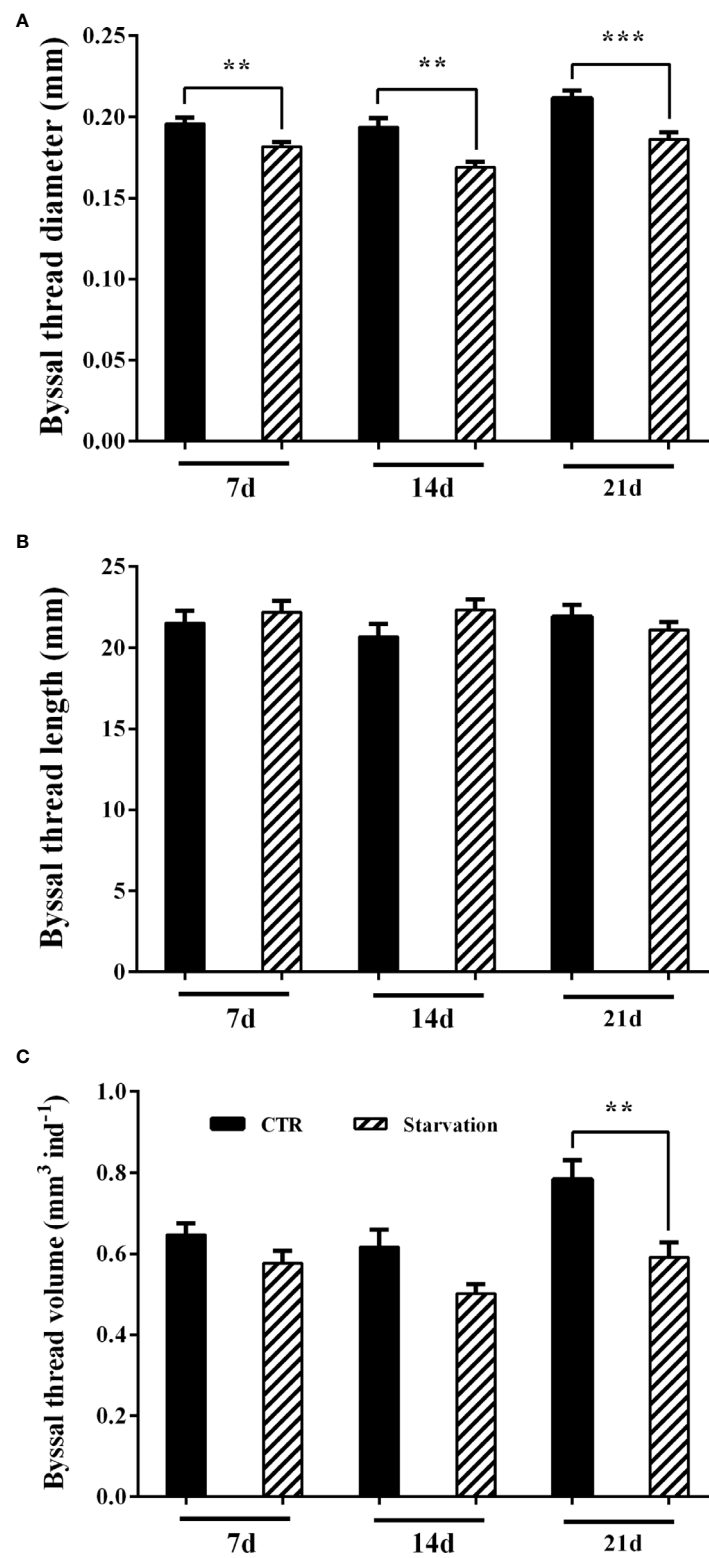 A
Byssal thread diameter (mm)
0.25
0.20
0.15
0.10
0.05
0.00
**
**
***
7d
14d
21d
B
Byssal thread length (mm)
25
20
15
10
5
0
7d
14d
21d
C
Byssal thread volume (mm³ ind⁻¹)
1.0
0.8
0.6
0.4
0.2
0.0
CTR
Starvation
**
7d
14d
21d